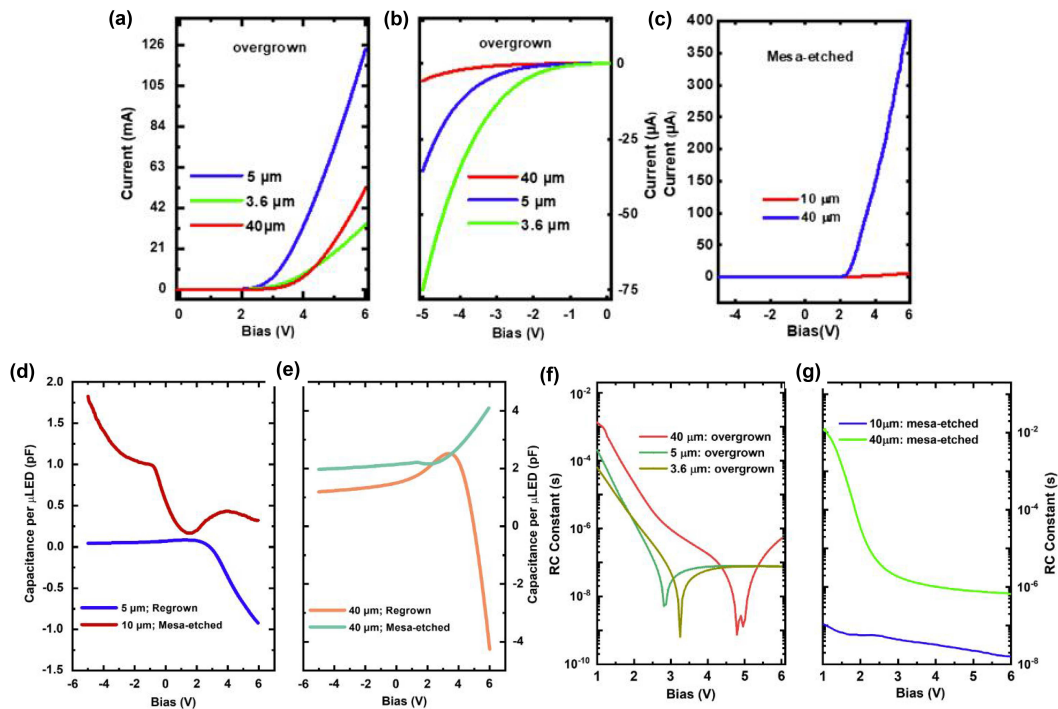 (a)
overgrown
126
105
84
63
42
21
0
Current (mA)
5 µm
3.6 µm
40µm
0
2
4
6
Bias (V)
(b)
overgrown
0
-25
-50
-75
Current (µA)
40 µm
5 µm
3.6 µm
-5
-4
-3
-2
-1
0
Bias (V)
(c)
Mesa-etched
400
350
300
250
200
150
100
50
0
Current (µA)
10 µm
40 µm
-4
-2
0
2
4
6
Bias(V)
(d)
2.0
1.5
1.0
0.5
0.0
-0.5
-1.0
-1.5
Capacitance per µLED (pF)
5 µm; Regrown
10 µm; Mesa-etched
-6
-4
-2
0
2
4
6
Bias (V)
(e)
4
2
0
-2
-4
Capacitance per µLED (pF)
40 µm; Regrown
40 µm; Mesa-etched
-6
-4
-2
0
2
4
6
Bias (V)
(f)
10⁻²
10⁻⁴
10⁻⁶
10⁻⁸
10⁻¹⁰
RC Constant (s)
40 µm: overgrown
5 µm: overgrown
3.6 µm: overgrown
1
2
3
4
5
6
Bias (V)
(g)
10µm: mesa-etched
40µm: mesa-etched
10⁻²
10⁻⁴
10⁻⁶
10⁻⁸
RC Constant (s)
1
2
3
4
5
6
Bias (V)